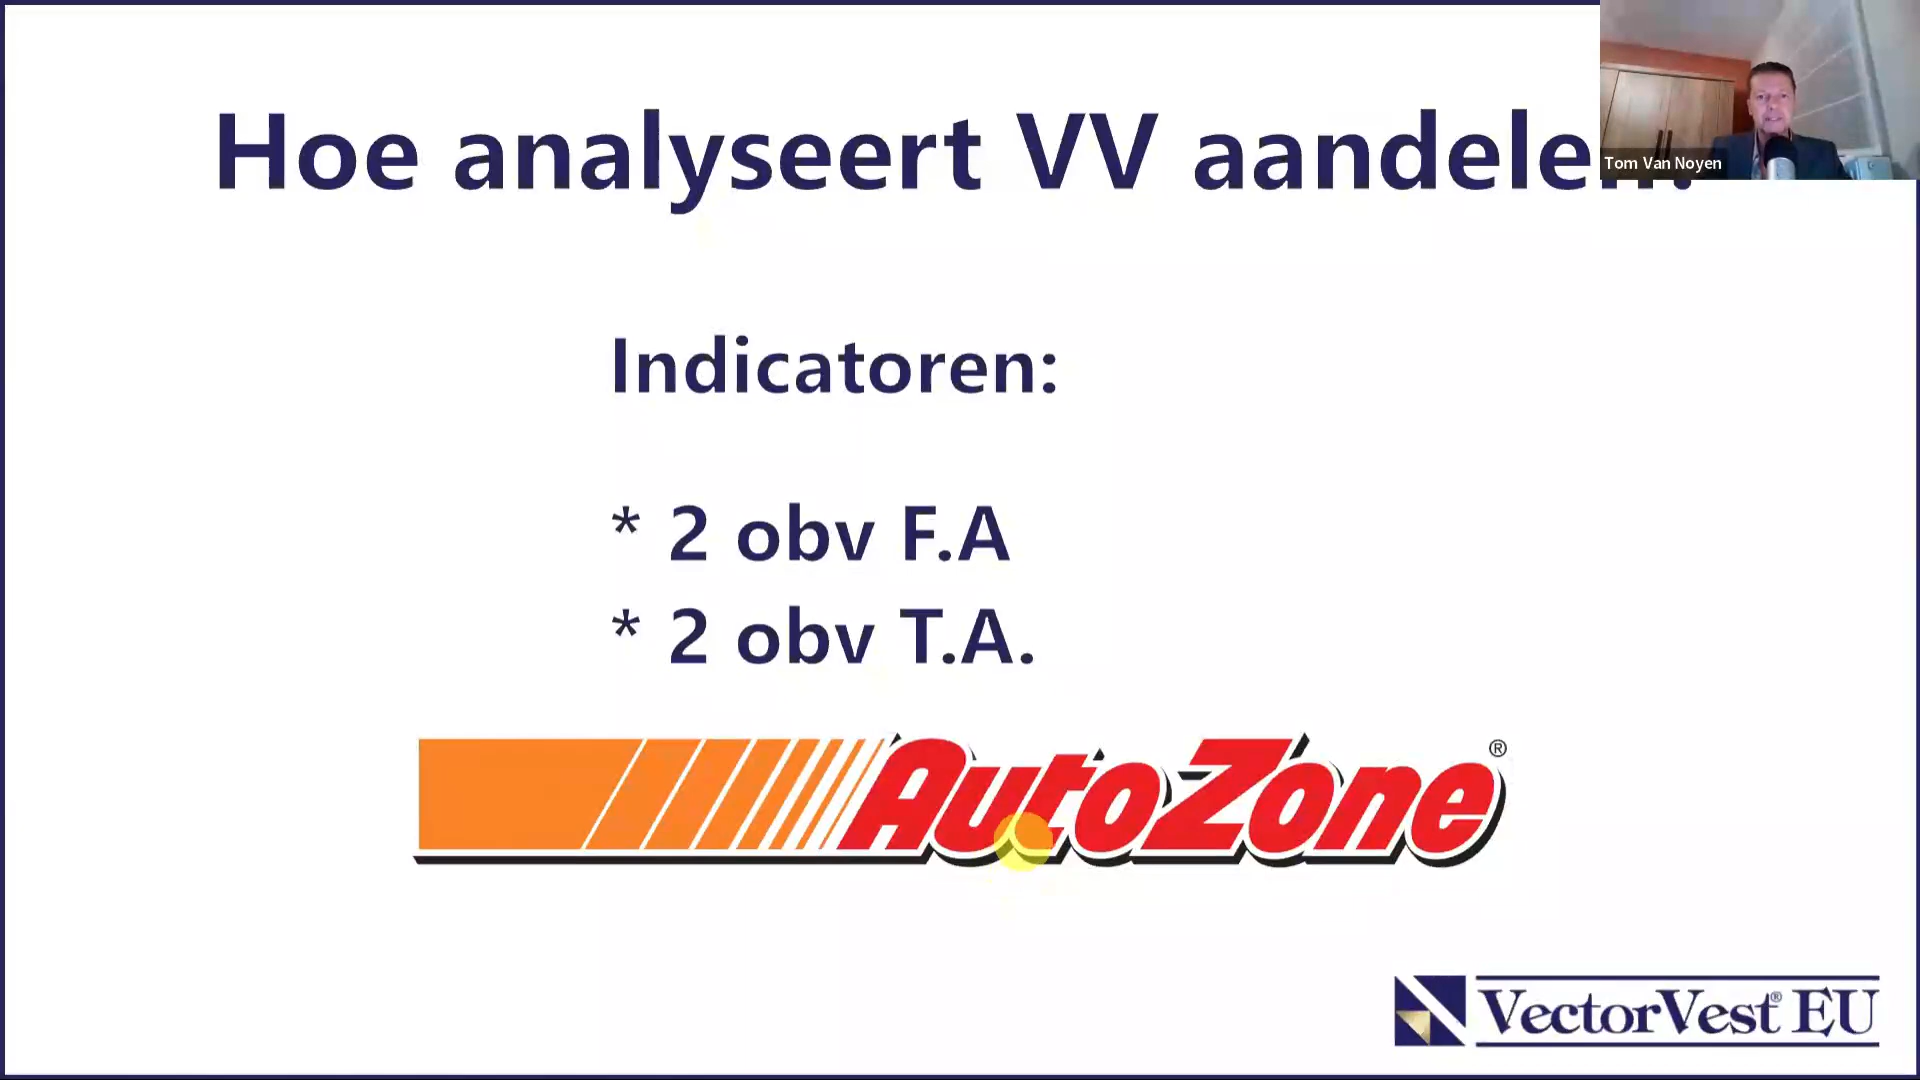 Hoe analyseert VV aandelen?
Tom Van Noyen
Indicatoren:
* 2 obv F.A
* 2 obv T.A.
AutoZone®
VectorVest® EU